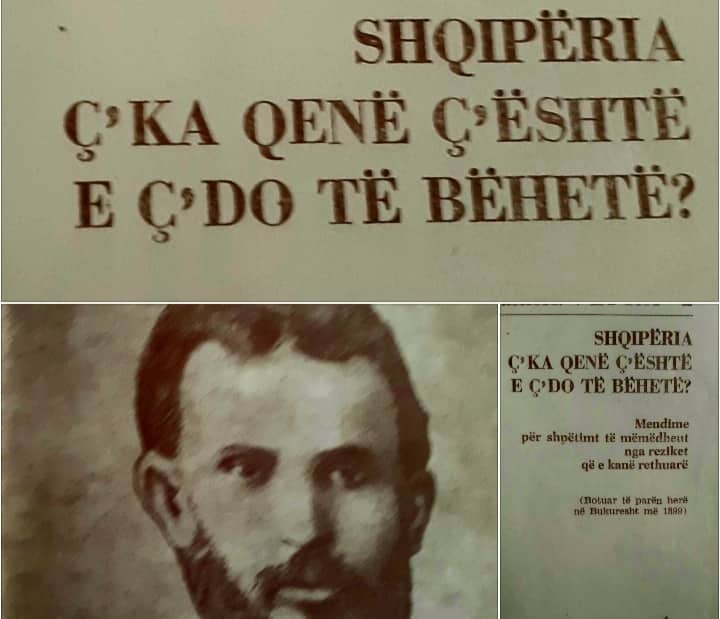 SHQIPËRIA
Ç’KA QENË Ç’ËSHTË
E Ç’DO TË BËHETË?
SHQIPËRIA
Ç’KA QENË Ç’ËSHTË
E Ç’DO TË BËHETË?
Mendime
për shpëtimt të mëmëdheut
nga reziket
që e kanë rethuarë
(Botuar të parën herë
në Bukuresht më 1899)